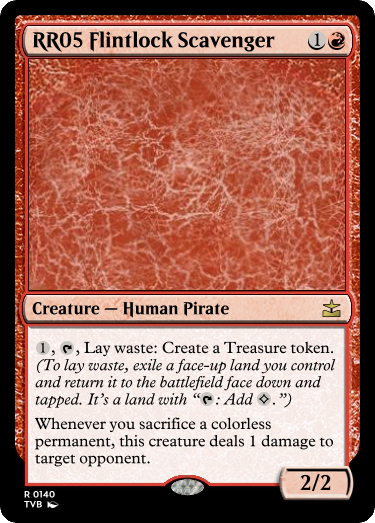 RR05 Flintlock Scavenger 1
Creature — Human Pirate
1, , Lay waste: Create a Treasure token.
(To lay waste, exile a face-up land you control
and return it to the battlefield face down and
tapped. It's a land with “: Add .”)
Whenever you sacrifice a colorless
permanent, this creature deals 1 damage to
target opponent.
2/2
R 0140
TVB